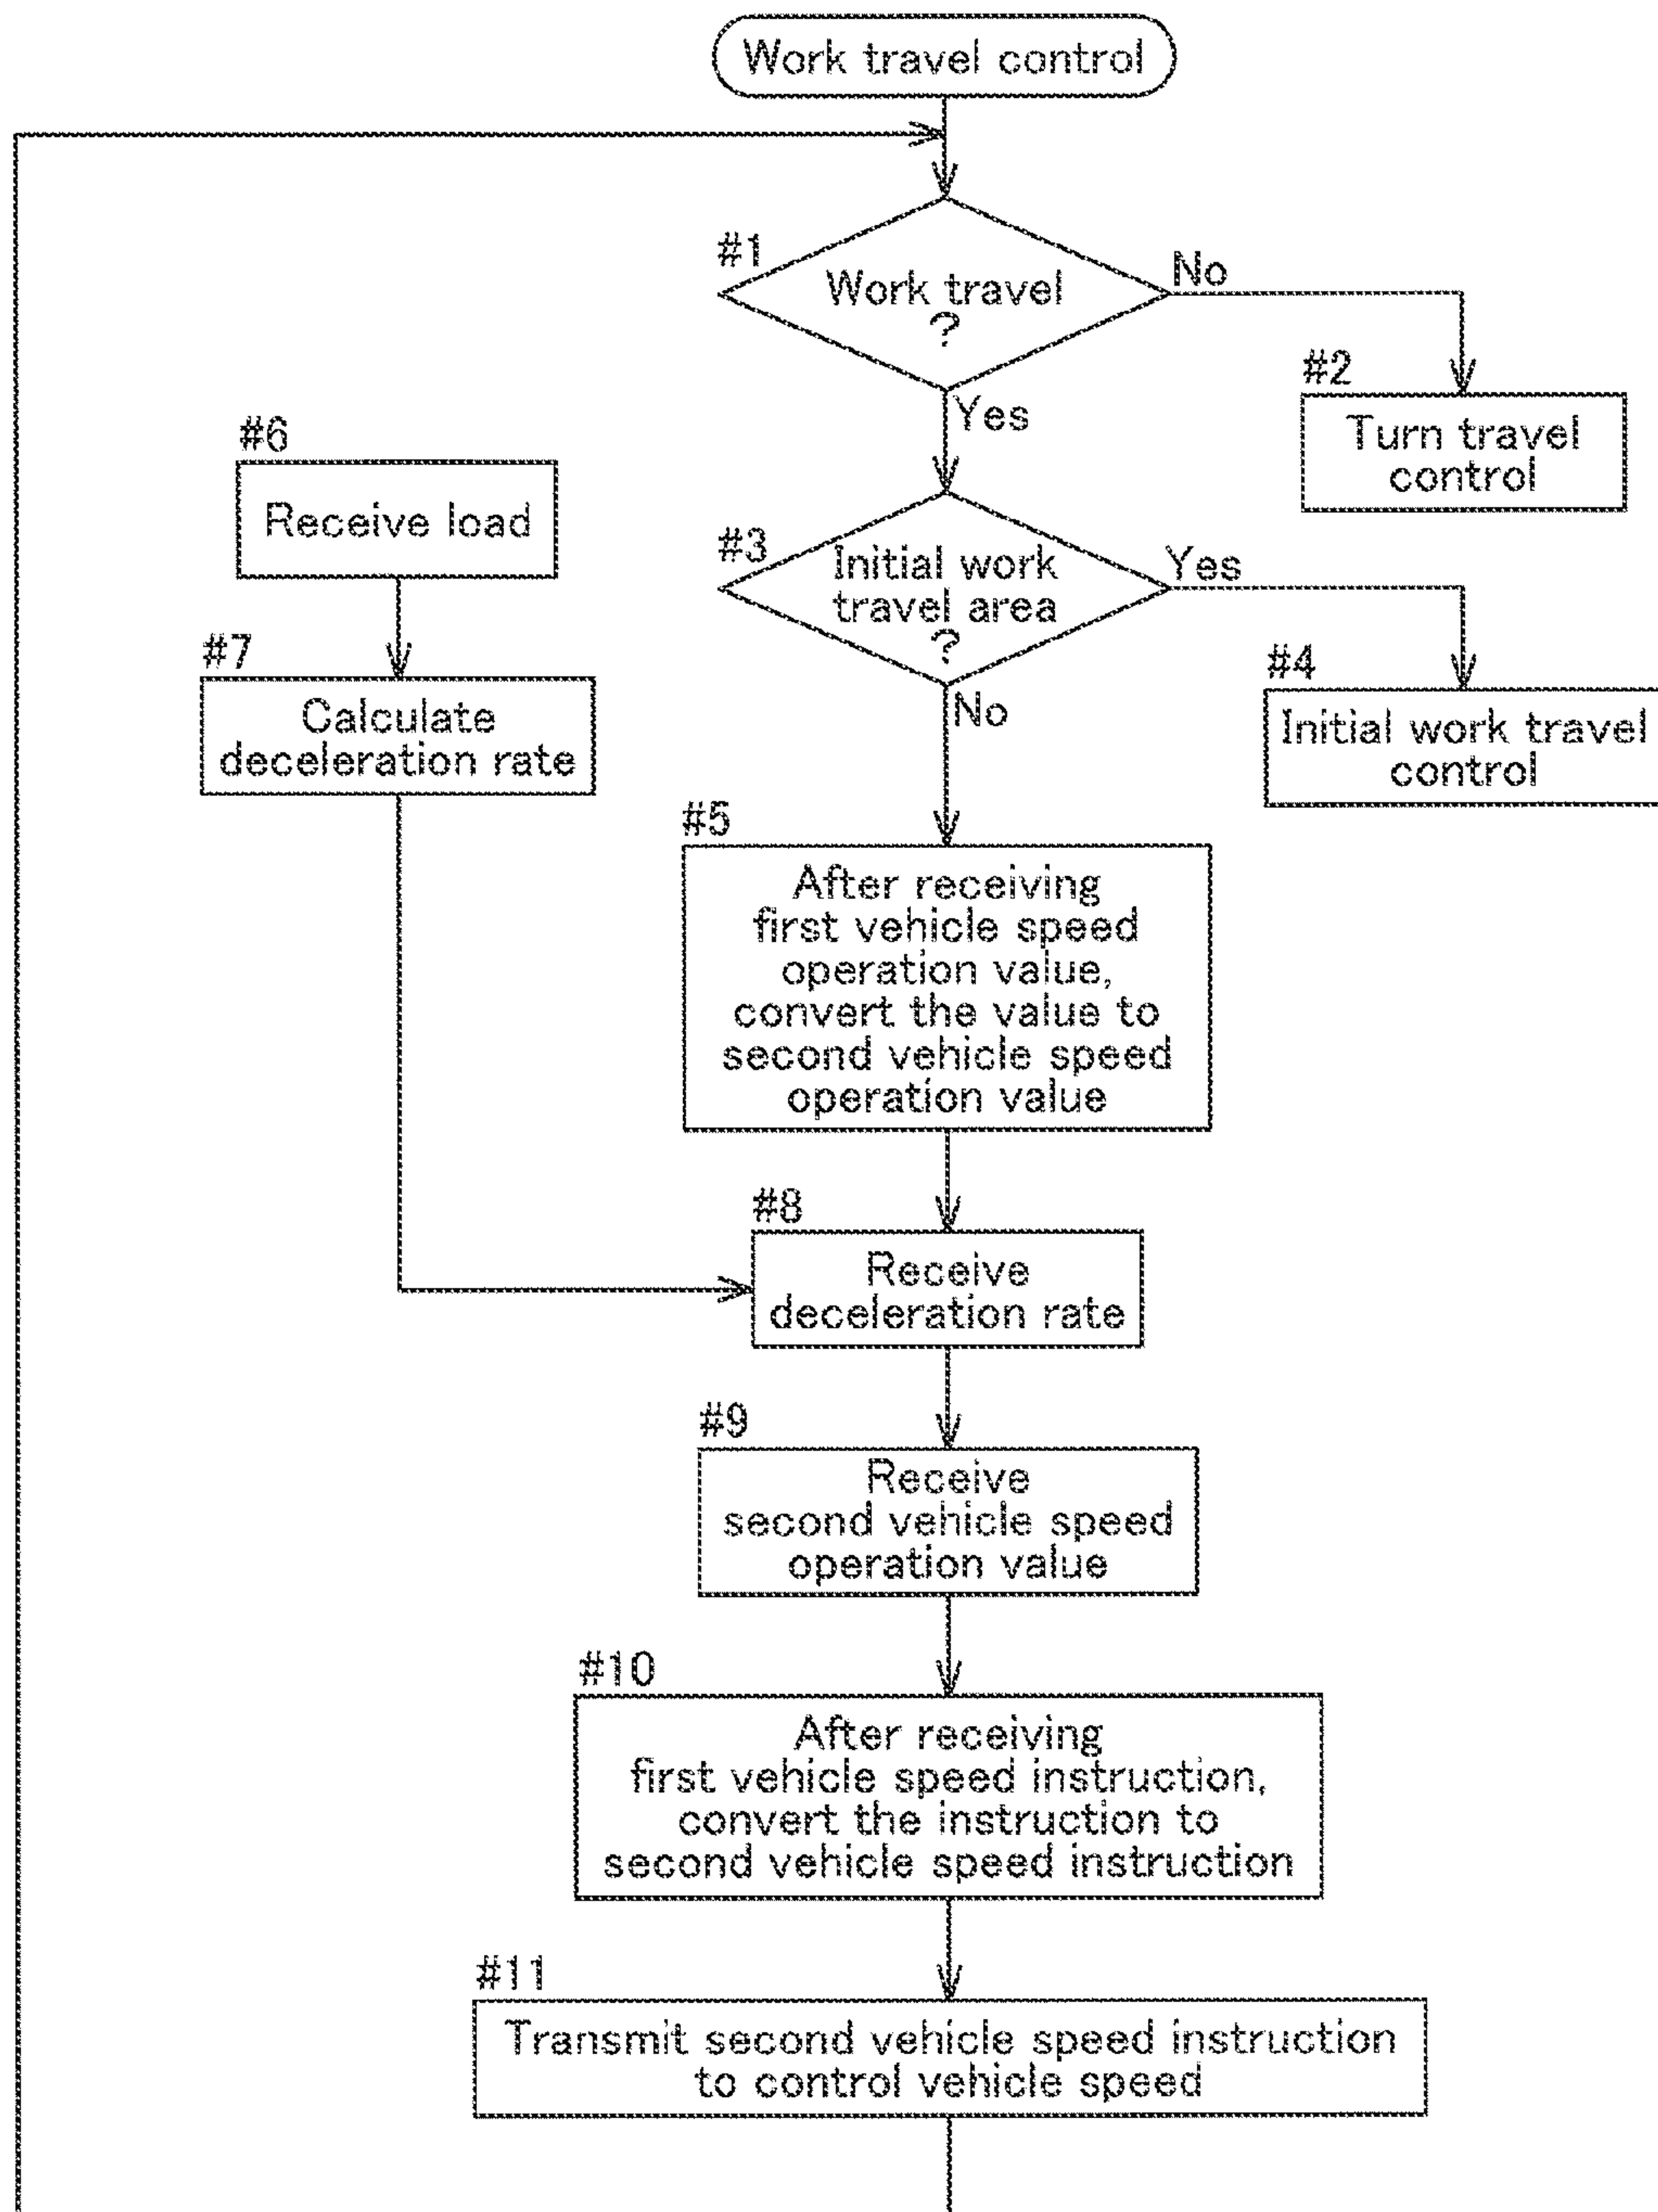 Work travel control
#1
Work travel
?
No
Yes
#2
Turn travel
control
#3
Initial work
travel area
?
Yes
No
#4
Initial work travel
control
#6
Receive load
#7
Calculate
deceleration rate
#5
After receiving
first vehicle speed
operation value,
convert the value to
second vehicle speed
operation value
#8
Receive
deceleration rate
#9
Receive
second vehicle speed
operation value
#10
After receiving
first vehicle speed instruction,
convert the instruction to
second vehicle speed instruction
#11
Transmit second vehicle speed instruction
to control vehicle speed